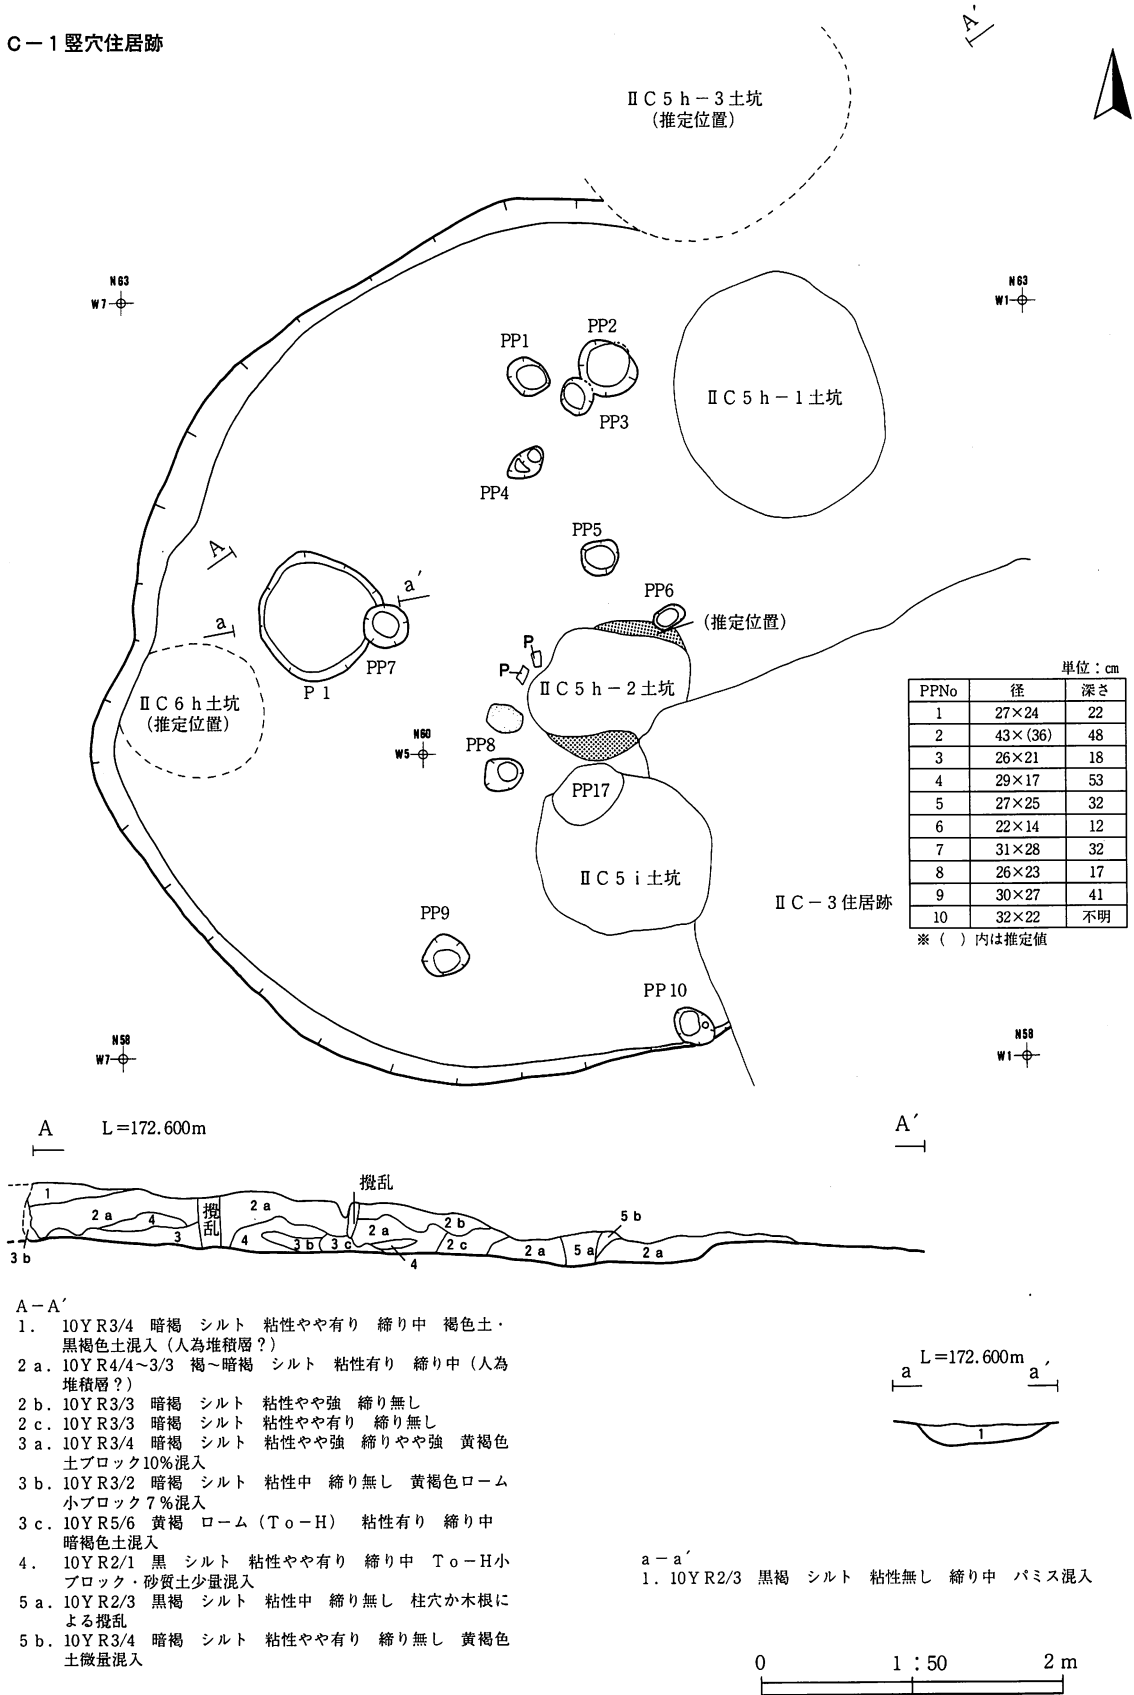 C－1竪穴住居跡
A′
ⅡC5h－3土坑
(推定位置)
N63
W7
N63
W1
PP1
PP2
PP3
ⅡC5h－1土坑
PP4
PP5
A
a′
PP6
(推定位置)
a
P
P
PP7
P1
ⅡC5h－2土坑
ⅡC6h土坑
(推定位置)
N60
W5
PP8
PP17
ⅡC5i土坑
ⅡC－3住居跡
PP9
PP10
N58
W7
N58
W1
単位：cm
PPNo 径 深さ
1 27×24 22
2 43×(36) 48
3 26×21 18
4 29×17 53
5 27×25 32
6 22×14 12
7 31×28 32
8 26×23 17
9 30×27 41
10 32×22 不明
※（　）内は推定値
A L=172.600m A′
攪乱
1
2a
4
3
3b
攪乱
2a
4
3b
3c
2a
4
2b
2c
2a
5a
5b
2a
A－A′
1． 10YR3/4 暗褐 シルト 粘性やや有り 締り中 褐色土・
黒褐色土混入（人為堆積層？）
2a．10YR4/4～3/3 褐～暗褐 シルト 粘性有り 締り中（人為
堆積層？）
2b．10YR3/3 暗褐 シルト 粘性やや強 締り無し
2c．10YR3/3 暗褐 シルト 粘性やや有り 締り無し
3a．10YR3/4 暗褐 シルト 粘性やや強 締りやや強 黄褐色
土ブロック10%混入
3b．10YR3/2 暗褐 シルト 粘性中 締り無し 黄褐色ローム
小ブロック7%混入
3c．10YR5/6 黄褐 ローム（To－H） 粘性有り 締り中
暗褐色土混入
4． 10YR2/1 黒 シルト 粘性やや有り 締り中 To－H小
ブロック・砂質土少量混入
5a．10YR2/3 黒褐 シルト 粘性中 締り無し 柱穴か木根に
よる攪乱
5b．10YR3/4 暗褐 シルト 粘性やや有り 締り無し 黄褐色
土微量混入
L=172.600m
a a′
1
a－a′
1．10YR2/3 黒褐 シルト 粘性無し 締り中 パミス混入
0 1：50 2m